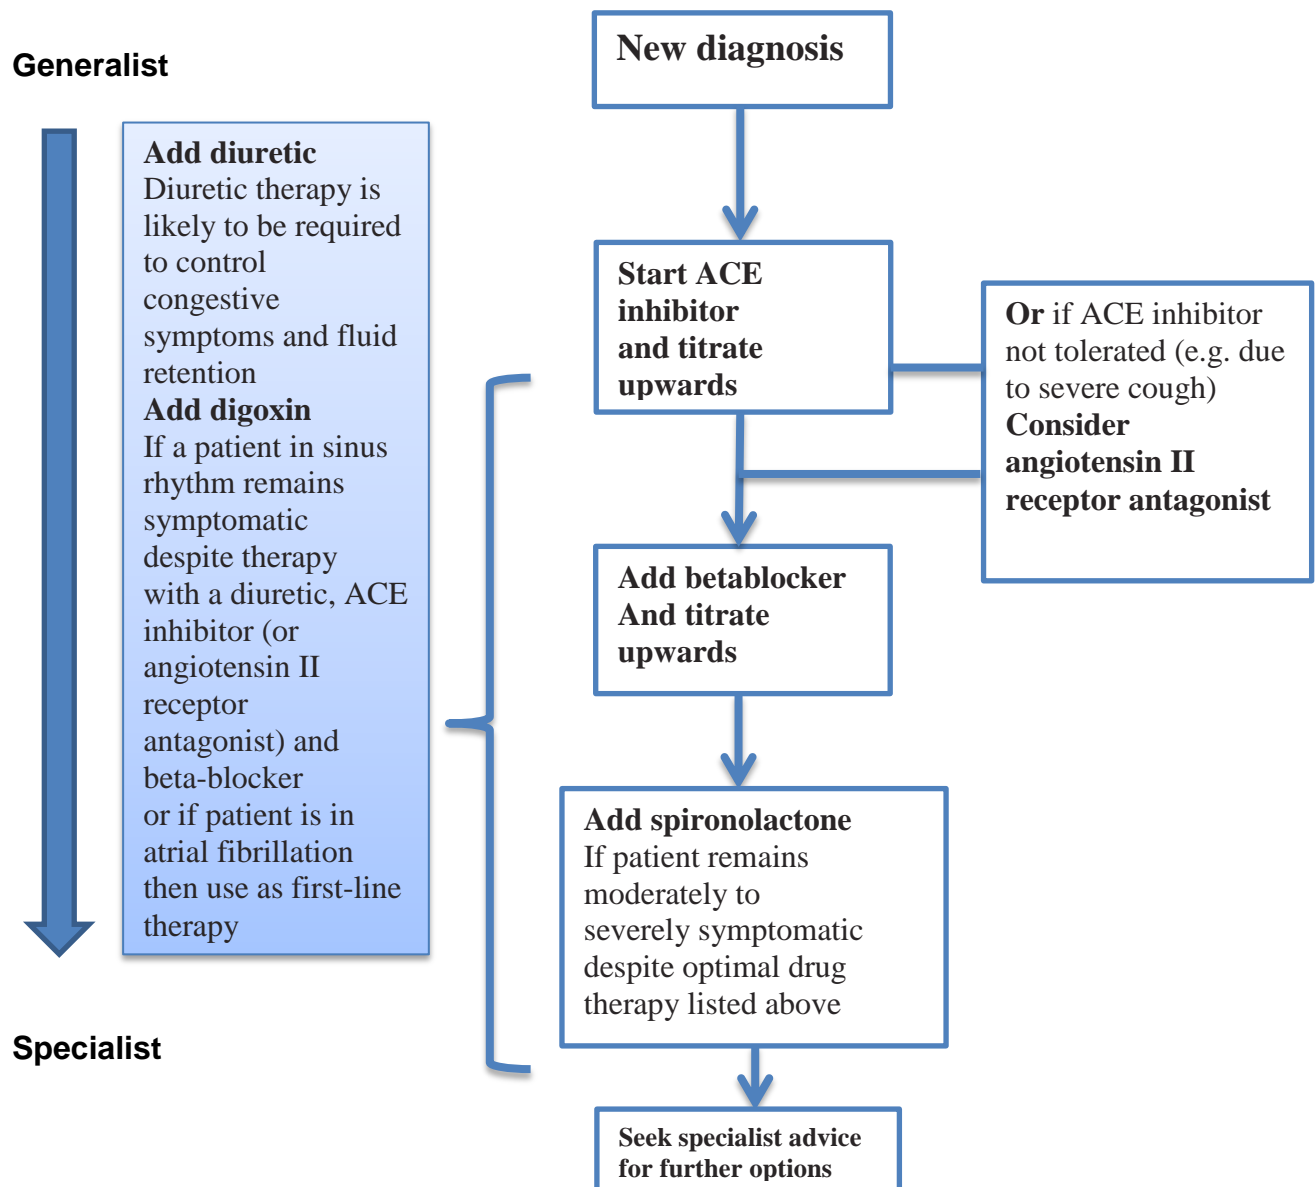 Generalist
New diagnosis
Add diuretic
Diuretic therapy is
likely to be required
to control
congestive
symptoms and fluid
retention
Add digoxin
If a patient in sinus
rhythm remains
symptomatic
despite therapy
with a diuretic, ACE
inhibitor (or
angiotensin II
receptor
antagonist) and
beta-blocker
or if patient is in
atrial fibrillation
then use as first-line
therapy
Start ACE
inhibitor
and titrate
upwards
Or if ACE inhibitor
not tolerated (e.g. due
to severe cough)
Consider
angiotensin II
receptor antagonist
Add betablocker
And titrate
upwards
Add spironolactone
If patient remains
moderately to
severely symptomatic
despite optimal drug
therapy listed above
Specialist
Seek specialist advice
for further options